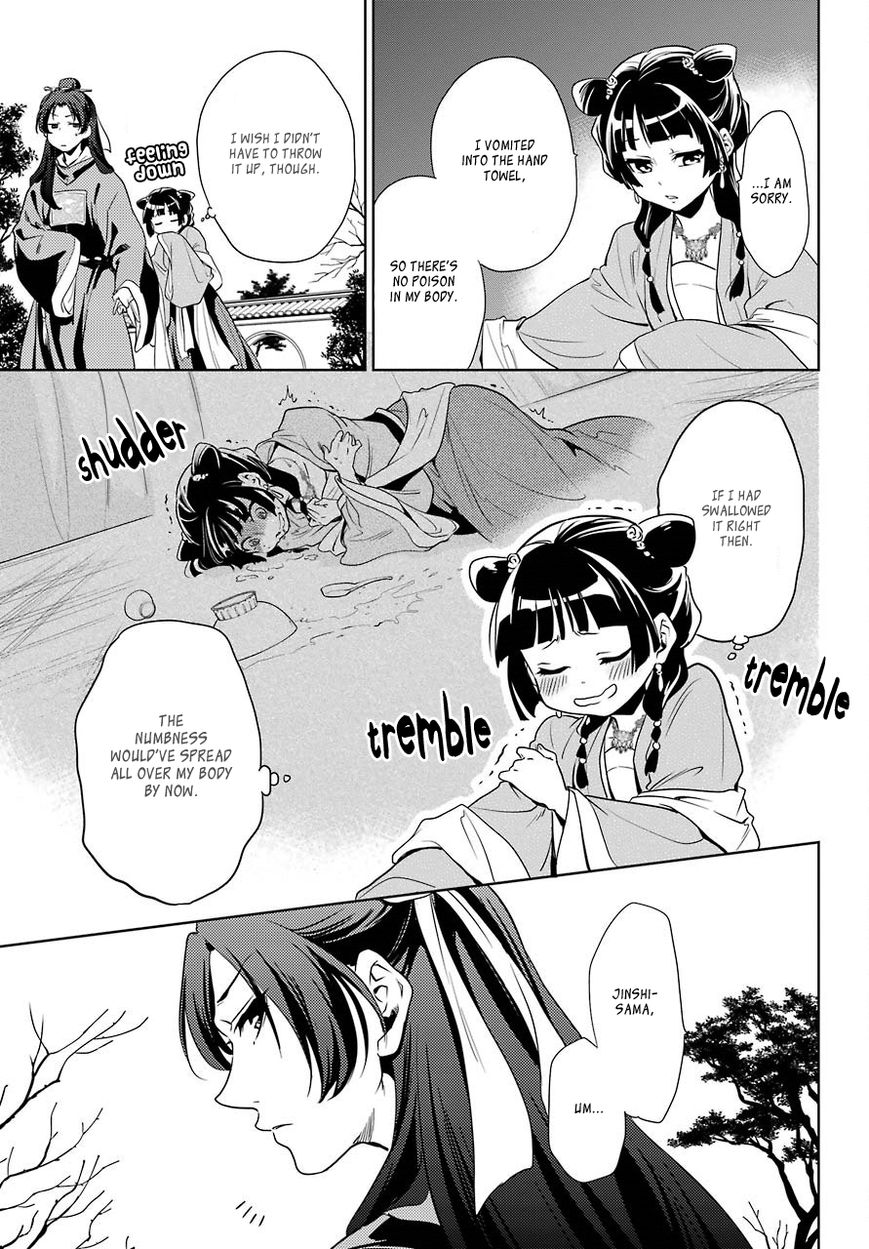 ...I AM
SORRY.
I VOMITED
INTO THE HAND
TOWEL,
SO THERE'S
NO POISON
IN MY BODY.
I WISH I DIDN'T
HAVE TO THROW
IT UP, THOUGH.
feeling
down
IF I HAD
SWALLOWED
IT RIGHT
THEN.
shudder
tremble
tremble
THE
NUMBNESS
WOULD'VE SPREAD
ALL OVER MY BODY
BY NOW.
JINSHI-
SAMA,
UM...